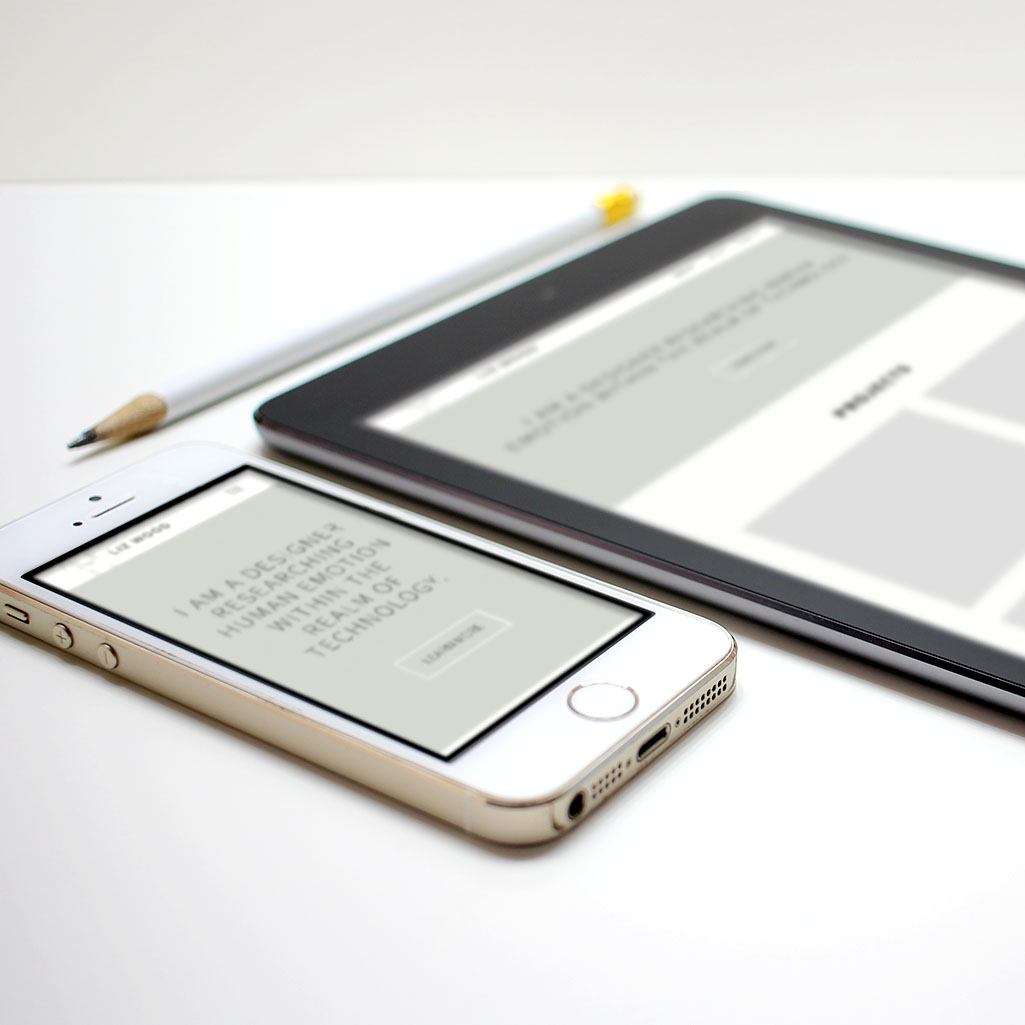 LIZ WOOD
I AM A DESIGNER
RESEARCHING
HUMAN EMOTION
WITHIN THE
REALM OF
TECHNOLOGY.
LEARN MORE
I AM A DESIGNER RESEARCHING HUMAN
EMOTION WITHIN THE REALM OF TECHNOLOGY
PROJECTS